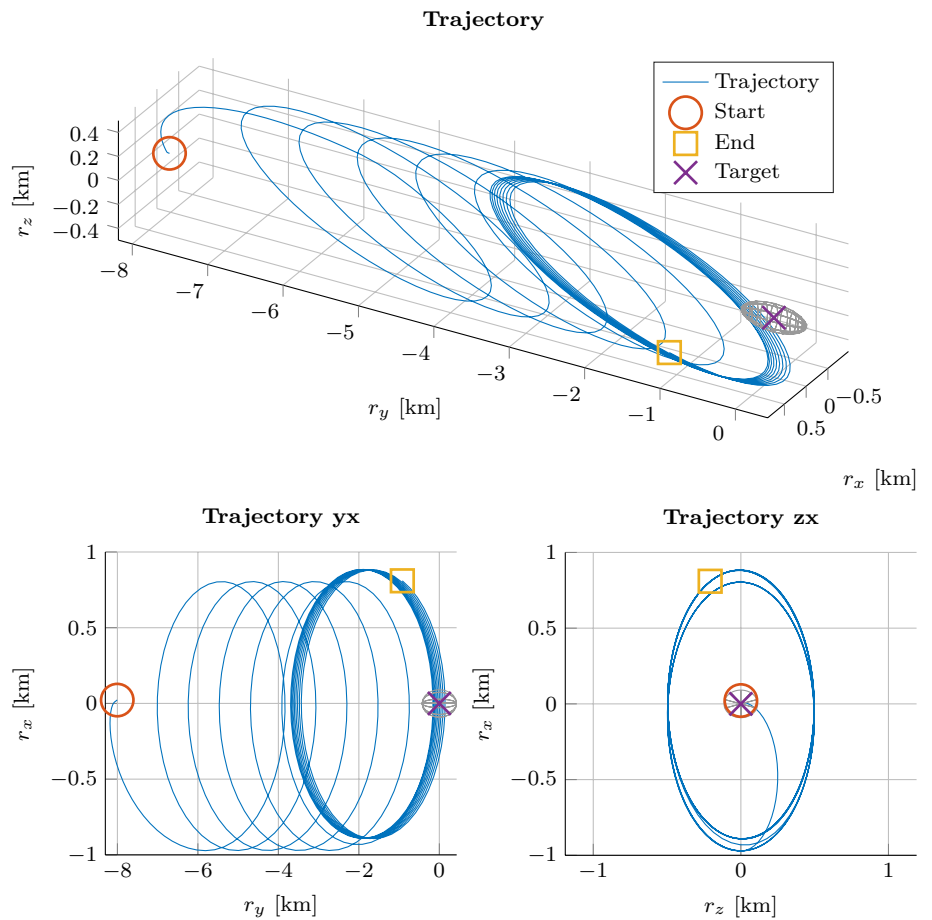 Trajectory
Trajectory
Start
End
Target
0.4
0.2
0
−0.2
−0.4
r_z [km]
−8
−7
−6
−5
−4
−3
−2
−1
0
r_y [km]
0.5
0
−0.5
r_x [km]
Trajectory yx
1
0.5
0
−0.5
−1
r_x [km]
−8 −6 −4 −2 0
r_y [km]
Trajectory zx
1
0.5
0
−0.5
−1
r_x [km]
−1 0 1
r_z [km]